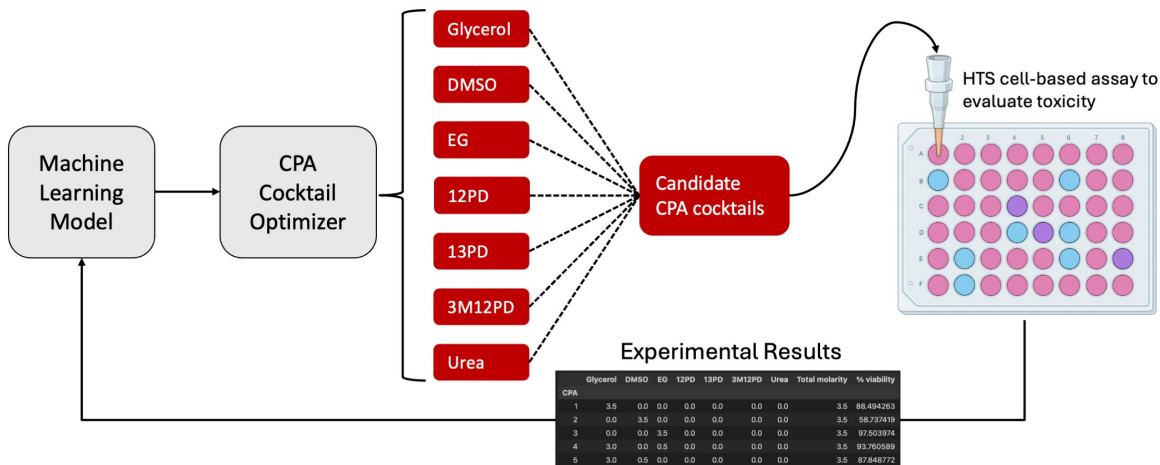 Machine
Learning
Model
CPA
Cocktail
Optimizer
Glycerol
DMSO
EG
12PD
13PD
3M12PD
Urea
Candidate
CPA cocktails
HTS cell-based assay to
evaluate toxicity
2 3 4 5 6 7 8
A
B
C
D
E
F
Experimental Results
Glycerol DMSO EG 12PD 13PD 3M12PD Urea Total molarity % viability
CPA
1 3.5 0.0 0.0 0.0 0.0 0.0 0.0 3.5 88.494263
2 0.0 3.5 0.0 0.0 0.0 0.0 0.0 3.5 58.737419
3 0.0 0.0 3.5 0.0 0.0 0.0 0.0 3.5 97.503974
4 3.0 0.0 0.5 0.0 0.0 0.0 0.0 3.5 93.760589
5 3.0 0.5 0.0 0.0 0.0 0.0 0.0 3.5 87.848772